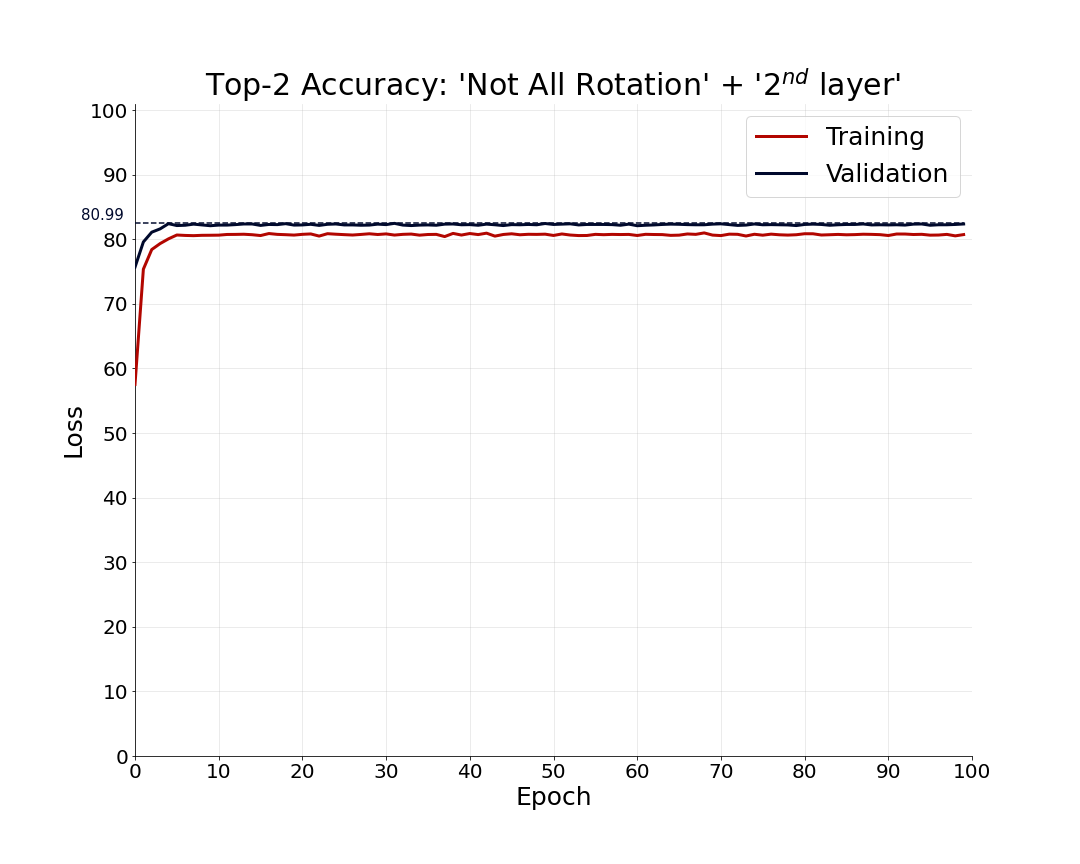 Top-2 Accuracy: 'Not All Rotation' + '2nd layer'
Training
Validation
100
90
80.99
80
70
60
50
40
30
20
10
0
Loss
0 10 20 30 40 50 60 70 80 90 100
Epoch